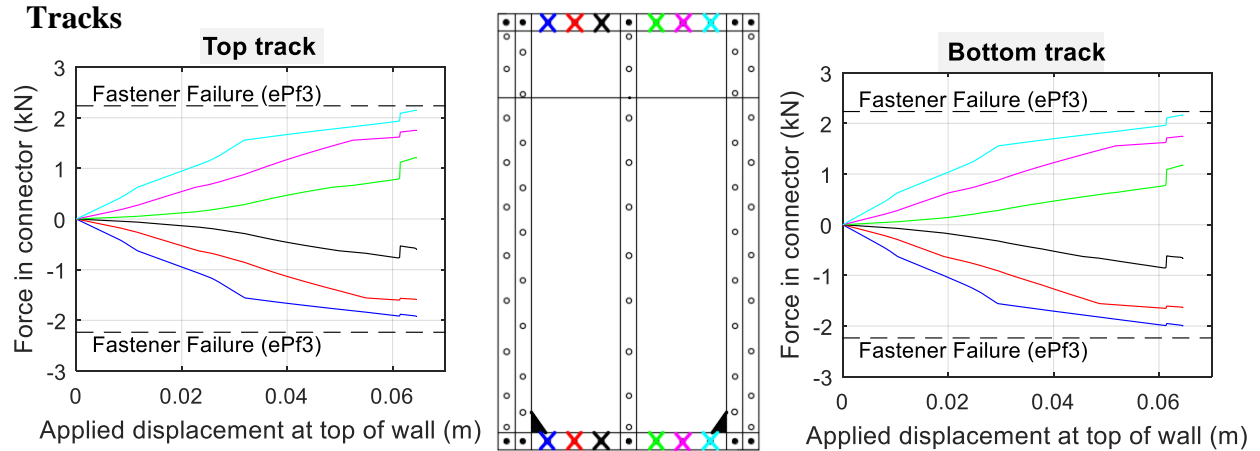 Tracks
Top track
3
2
1
0
-1
-2
-3
Force in connector (kN)
Fastener Failure (ePf3)
Fastener Failure (ePf3)
0
0.02
0.04
0.06
Applied displacement at top of wall (m)
Bottom track
3
2
1
0
-1
-2
-3
Force in connector (kN)
Fastener Failure (ePf3)
Fastener Failure (ePf3)
0
0.02
0.04
0.06
Applied displacement at top of wall (m)